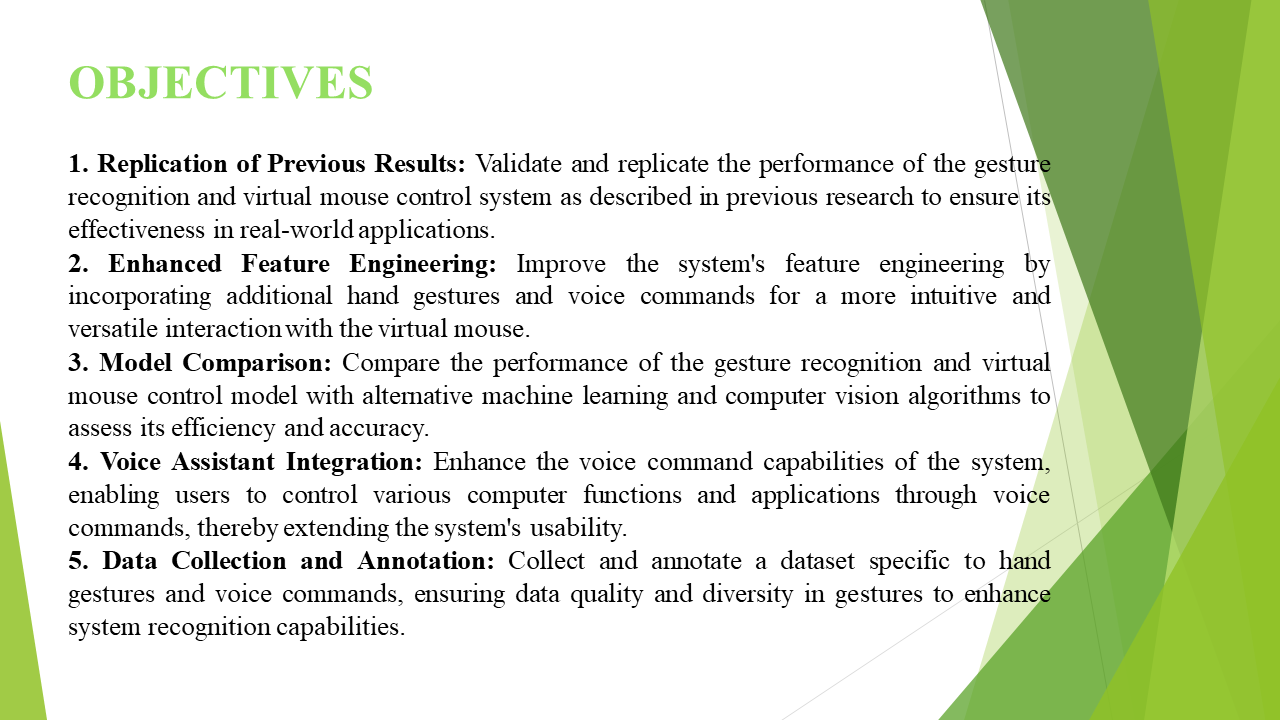 OBJECTIVES
1. Replication of Previous Results: Validate and replicate the performance of the gesture
recognition and virtual mouse control system as described in previous research to ensure its
effectiveness in real-world applications.
2. Enhanced Feature Engineering: Improve the system's feature engineering by
incorporating additional hand gestures and voice commands for a more intuitive and
versatile interaction with the virtual mouse.
3. Model Comparison: Compare the performance of the gesture recognition and virtual
mouse control model with alternative machine learning and computer vision algorithms to
assess its efficiency and accuracy.
4. Voice Assistant Integration: Enhance the voice command capabilities of the system,
enabling users to control various computer functions and applications through voice
commands, thereby extending the system's usability.
5. Data Collection and Annotation: Collect and annotate a dataset specific to hand
gestures and voice commands, ensuring data quality and diversity in gestures to enhance
system recognition capabilities.